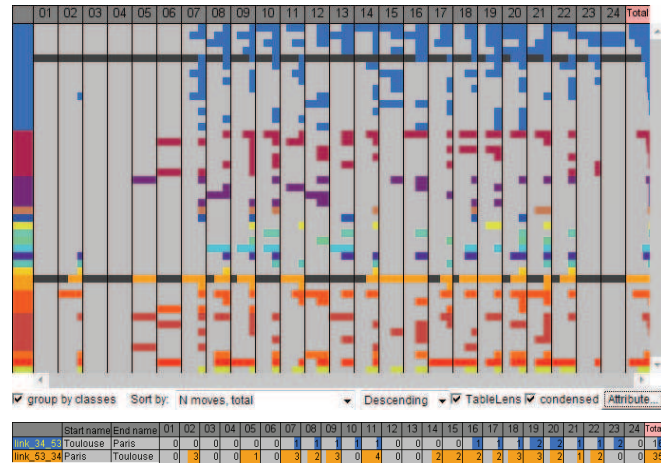 01 02 03 04 05 06 07 08 09 10 11 12 13 14 15 16 17 18 19 20 21 22 23 24 Total
group by classes Sort by: N moves, total Descending TableLens condensed Attribute...
Start name End name 01 02 03 04 05 06 07 08 09 10 11 12 13 14 15 16 17 18 19 20 21 22 23 24 Total
link_34_53 Toulouse Paris 0 0 0 0 0 0 1 1 1 1 1 0 0 0 0 1 1 1 2 2 1 2 2 0
link_53_34 Paris Toulouse 0 3 0 0 1 0 3 2 3 0 4 0 0 0 2 2 2 2 3 2 1 2 0 0